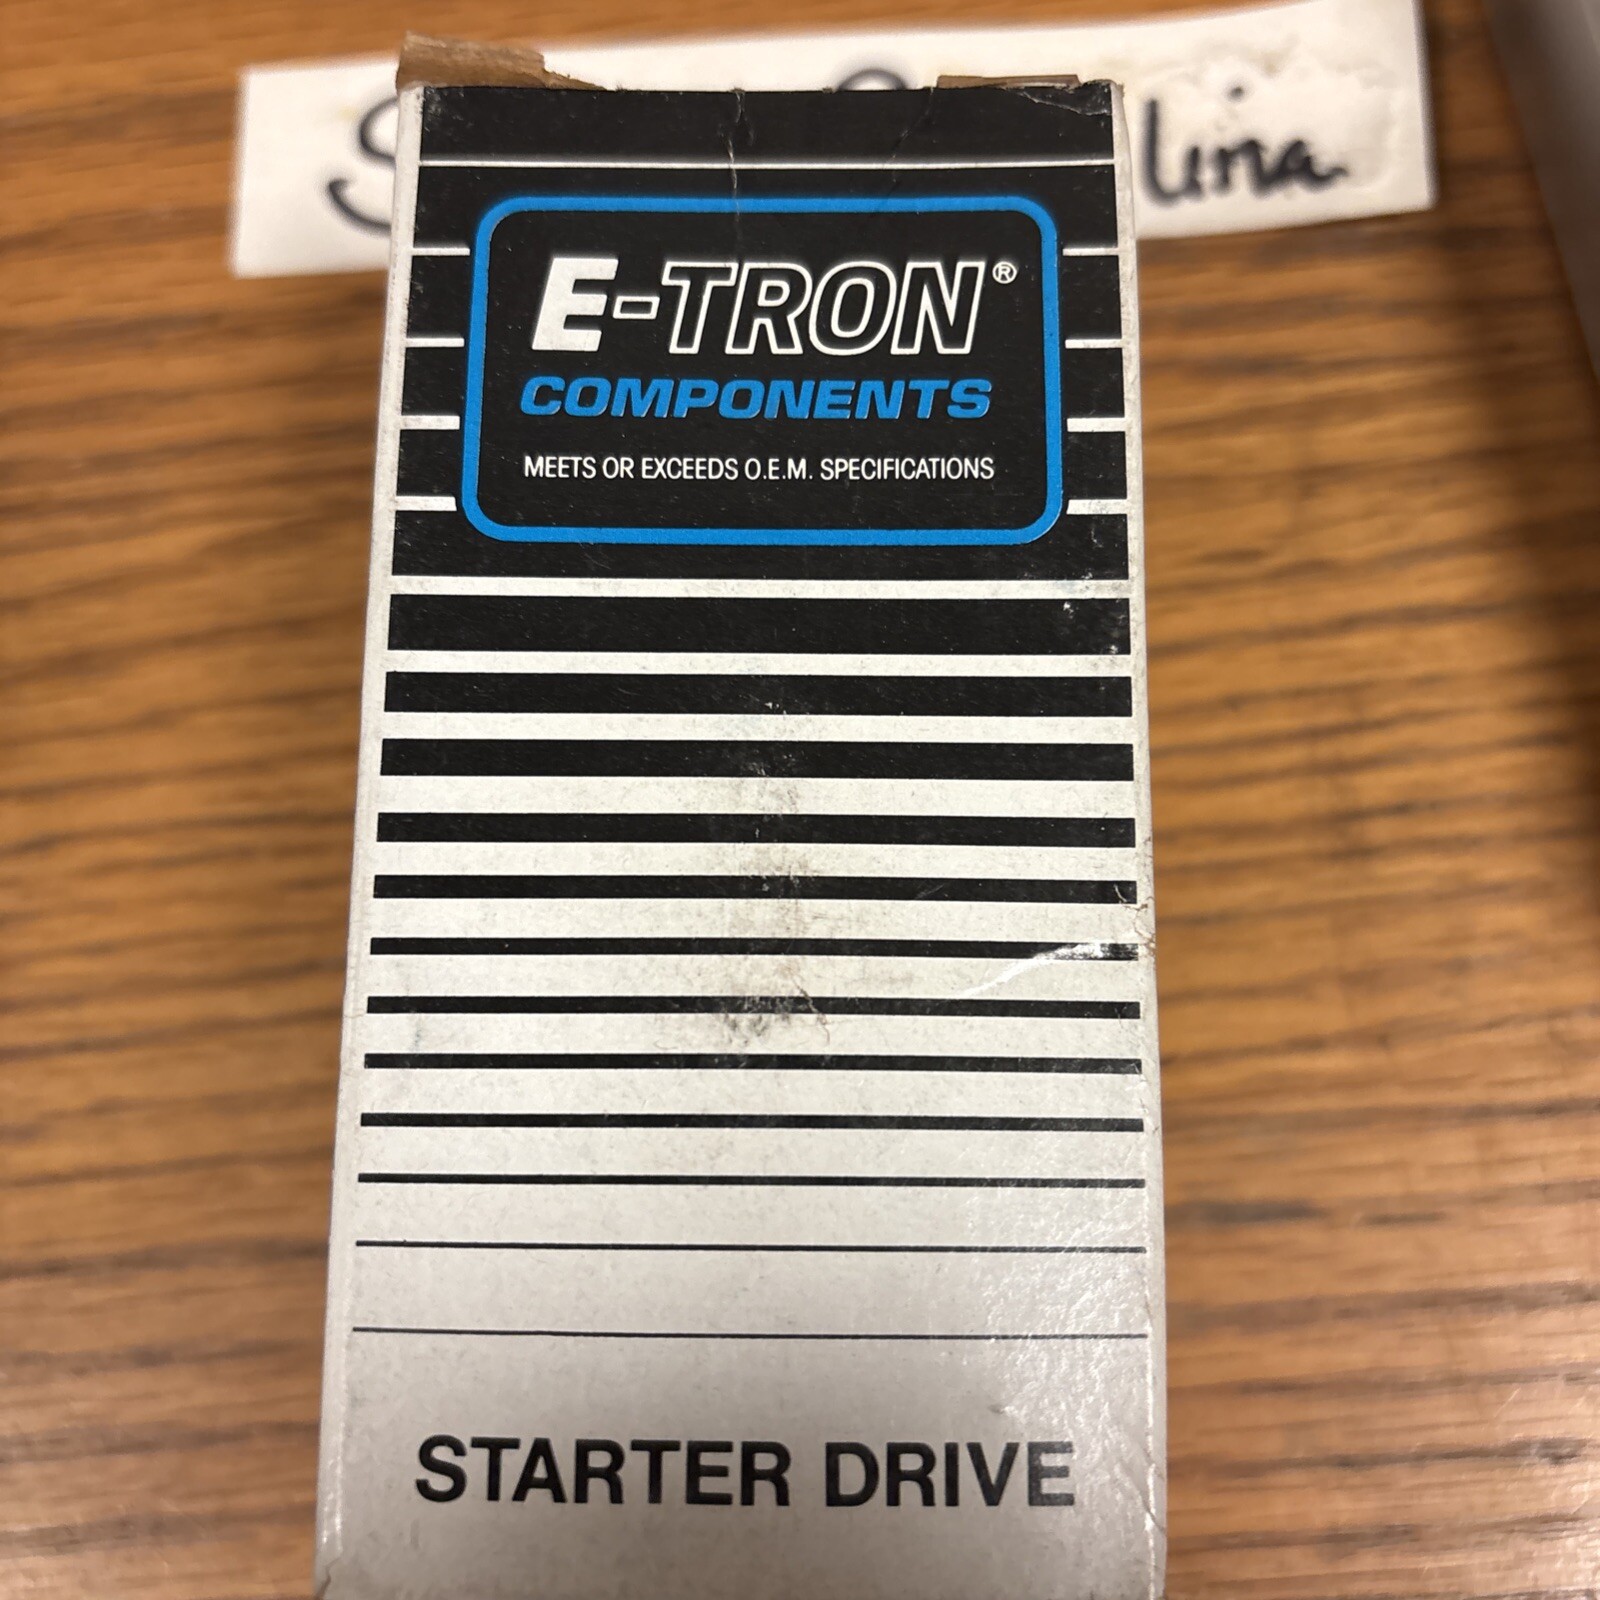 E-TRON®
COMPONENTS
MEETS OR EXCEEDS O.E.M. SPECIFICATIONS
STARTER DRIVE